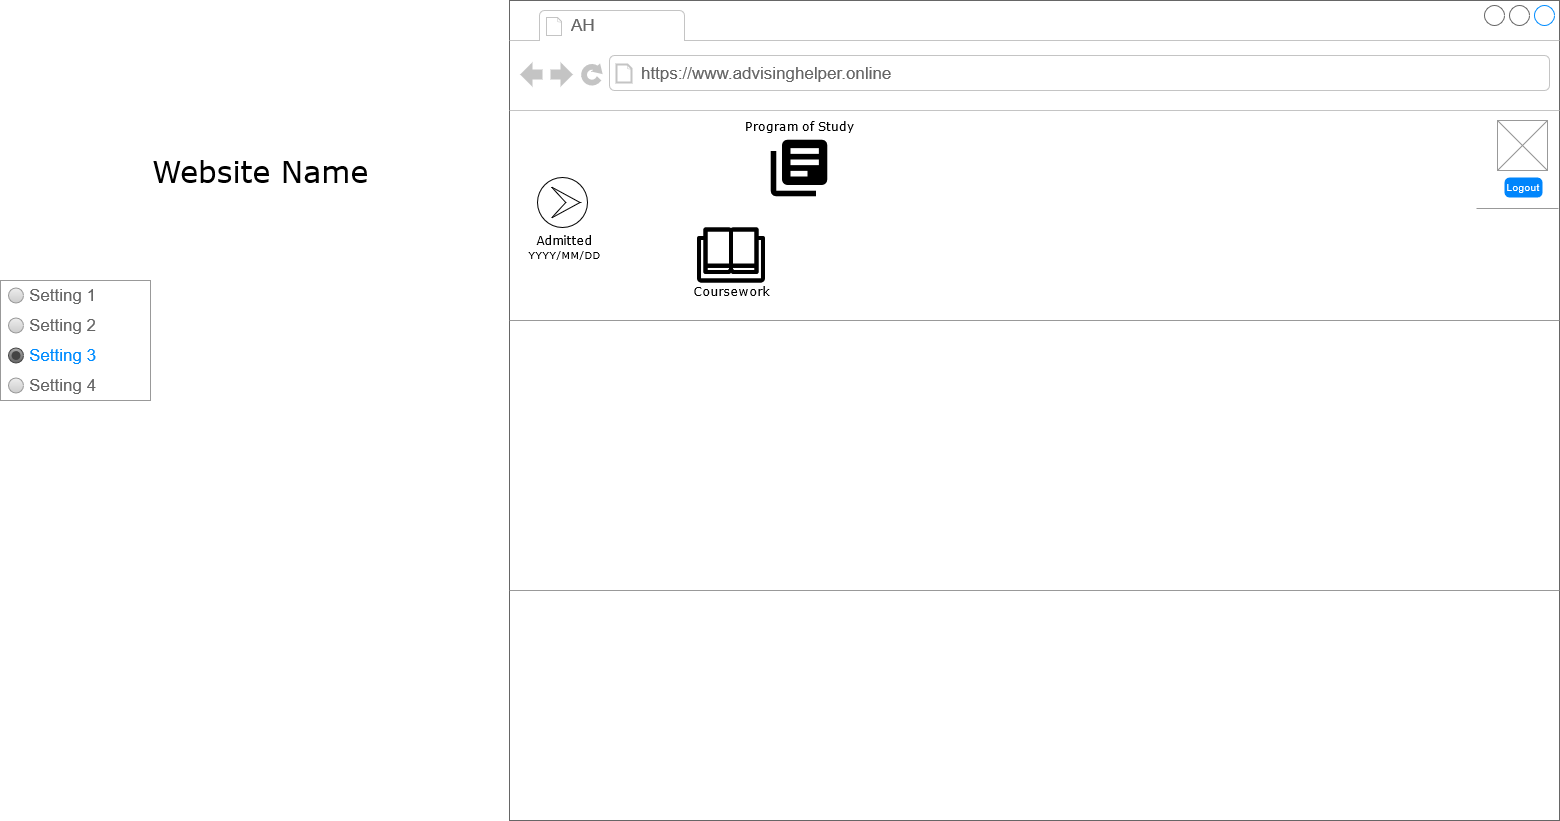 Website Name
Setting 1
Setting 2
Setting 3
Setting 4
AH
https://www.advisinghelper.online
Program of Study
Logout
Admitted
YYYY/MM/DD
Coursework